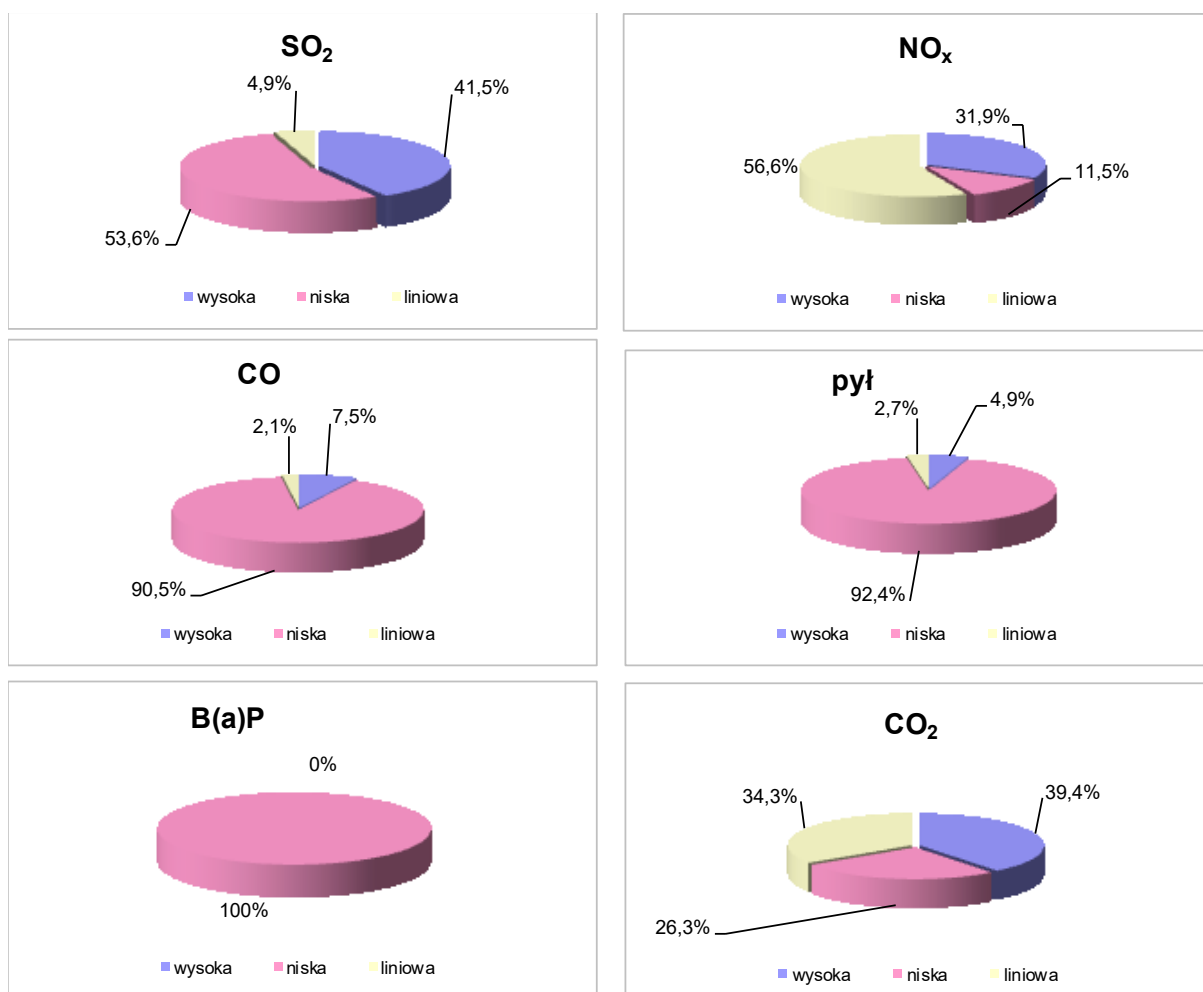 SO₂
4,9%
41,5%
53,6%
wysoka niska liniowa
NOₓ
31,9%
56,6%
11,5%
wysoka niska liniowa
CO
2,1%
7,5%
90,5%
wysoka niska liniowa
pył
2,7%
4,9%
92,4%
wysoka niska liniowa
B(a)P
0%
100%
wysoka niska liniowa
CO₂
34,3%
39,4%
26,3%
wysoka niska liniowa